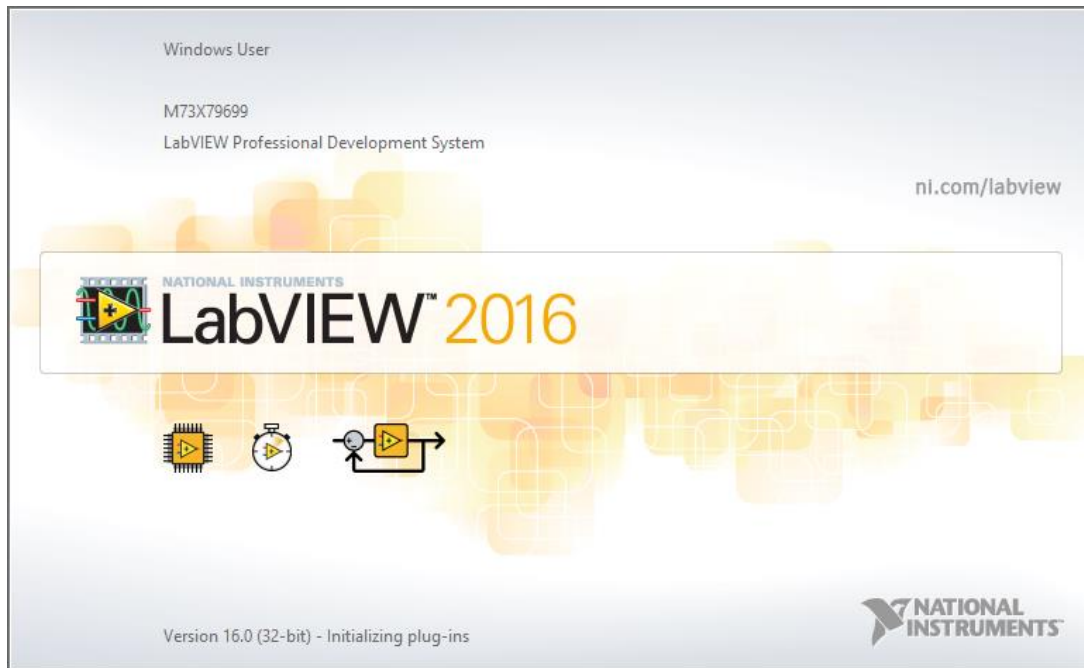 Windows User
M73X79699
LabVIEW Professional Development System
ni.com/labview
NATIONAL INSTRUMENTS
LabVIEW™ 2016
Version 16.0 (32-bit) - Initializing plug-ins
NATIONAL
INSTRUMENTS™